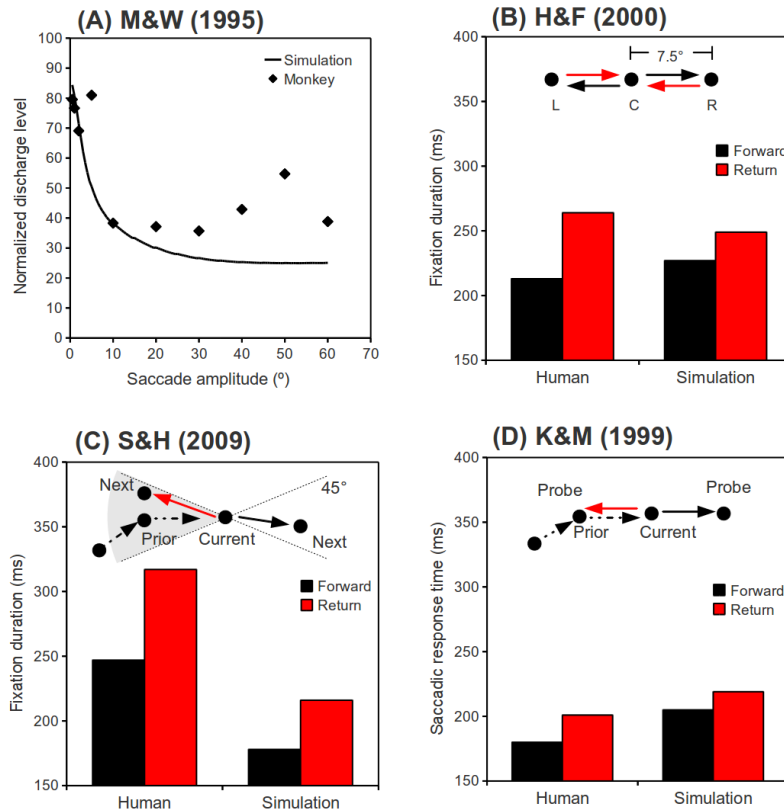 (A) M&W (1995)
100
90
80
70
60
50
40
30
20
10
0
Normalized discharge level
Simulation
Monkey
0 10 20 30 40 50 60 70
Saccade amplitude (º)
(B) H&F (2000)
400
350
300
250
200
150
Fixation duration (ms)
7.5°
L C R
Forward
Return
Human Simulation
(C) S&H (2009)
400
350
300
250
200
150
Fixation duration (ms)
Next
45°
Prior Current
Next
Forward
Return
Human Simulation
(D) K&M (1999)
400
350
300
250
200
150
Saccadic response time (ms)
Probe Probe
Prior Current
Forward
Return
Human Simulation